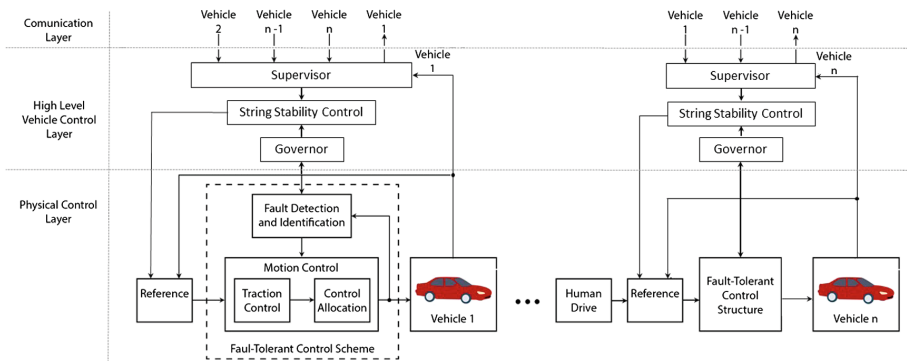 Comunication
Layer
Vehicle
2
Vehicle
n -1
Vehicle
n
Vehicle
1
Vehicle
1
Vehicle
n -1
Vehicle
n
Vehicle
1
Supervisor
Vehicle
n
Supervisor
High Level
Vehicle Control
Layer
String Stability Control
String Stability Control
Governor
Governor
Physical Control
Layer
Fault Detection
and Identification
Motion Control
Reference
Traction
Control
Control
Allocation
Vehicle 1
Human
Drive
Reference
Fault-Tolerant
Control
Structure
Vehicle n
Faul-Tolerant Control Scheme